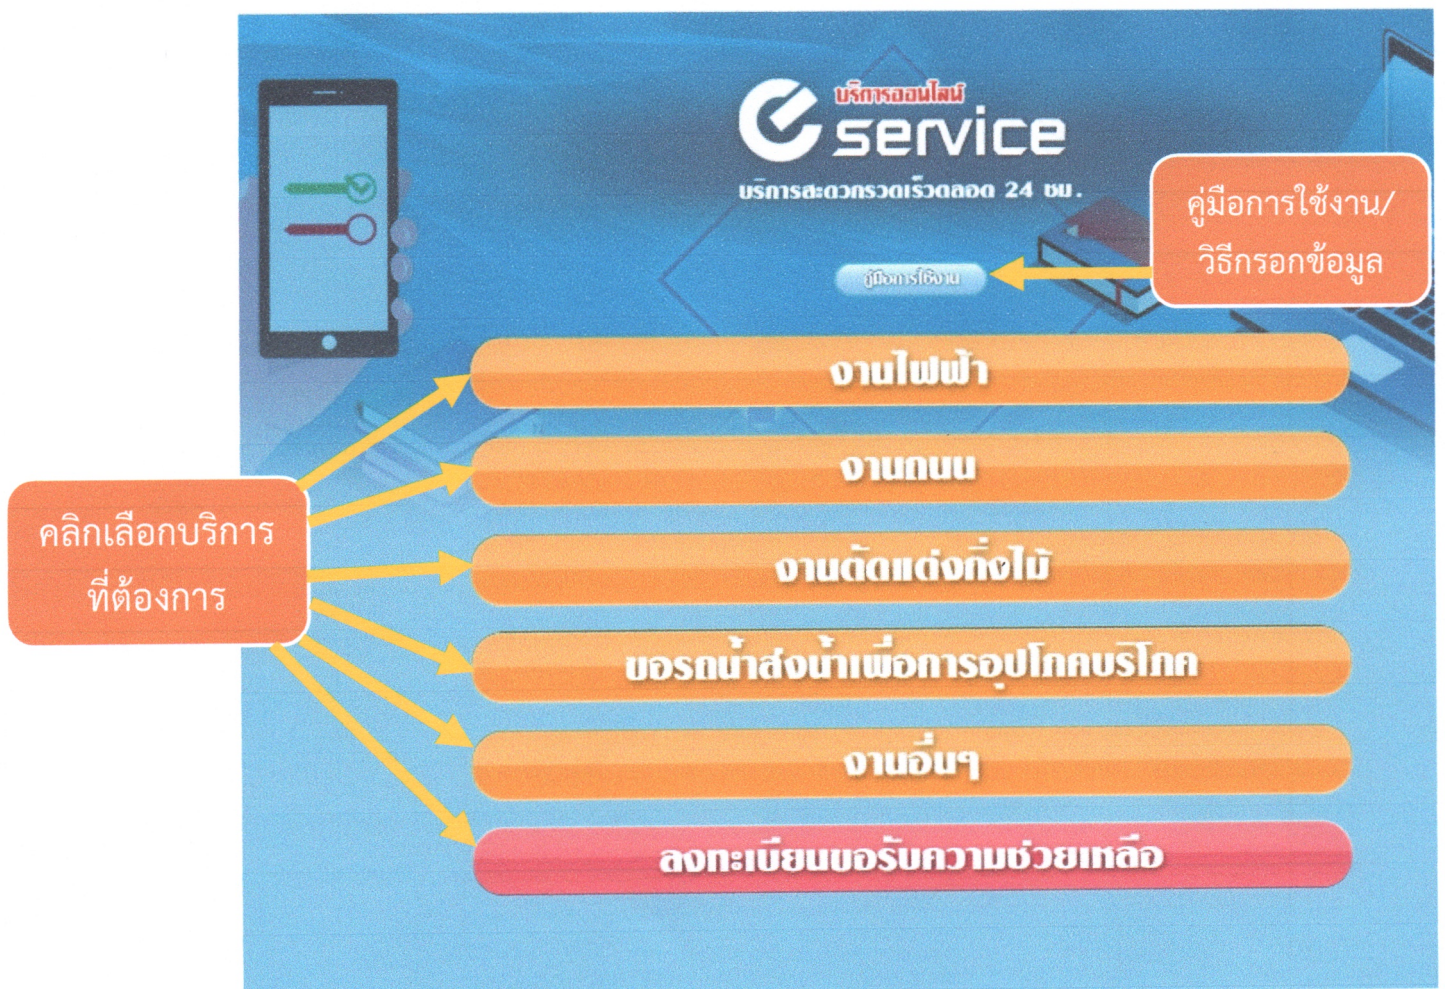 บริการออนไลน์
e service
บริการสะดวกรวดเร็วตลอด 24 ชม.
คู่มือการใช้งาน/
วิธีกรอกข้อมูล
คู่มือการใช้งาน
งานไฟฟ้า
งานถนน
งานตัดแต่งกิ่งไม้
ขอรถน้ำส่งน้ำเพื่อการอุปโภคบริโภค
งานอื่นๆ
ลงทะเบียนขอรับความช่วยเหลือ
คลิกเลือกบริการ
ที่ต้องการ